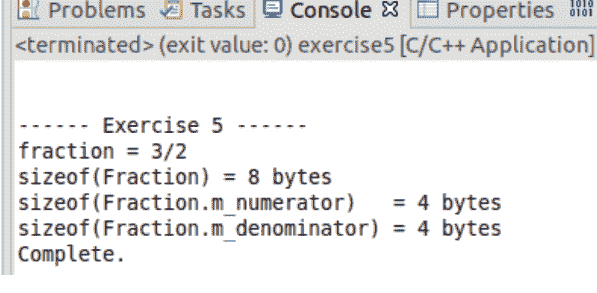 Problems Tasks Console Properties
<terminated> (exit value: 0) exercise5 [C/C++ Application]
------ Exercise 5 ------
fraction = 3/2
sizeof(Fraction) = 8 bytes
sizeof(Fraction.m_numerator)   = 4 bytes
sizeof(Fraction.m_denominator) = 4 bytes
Complete.